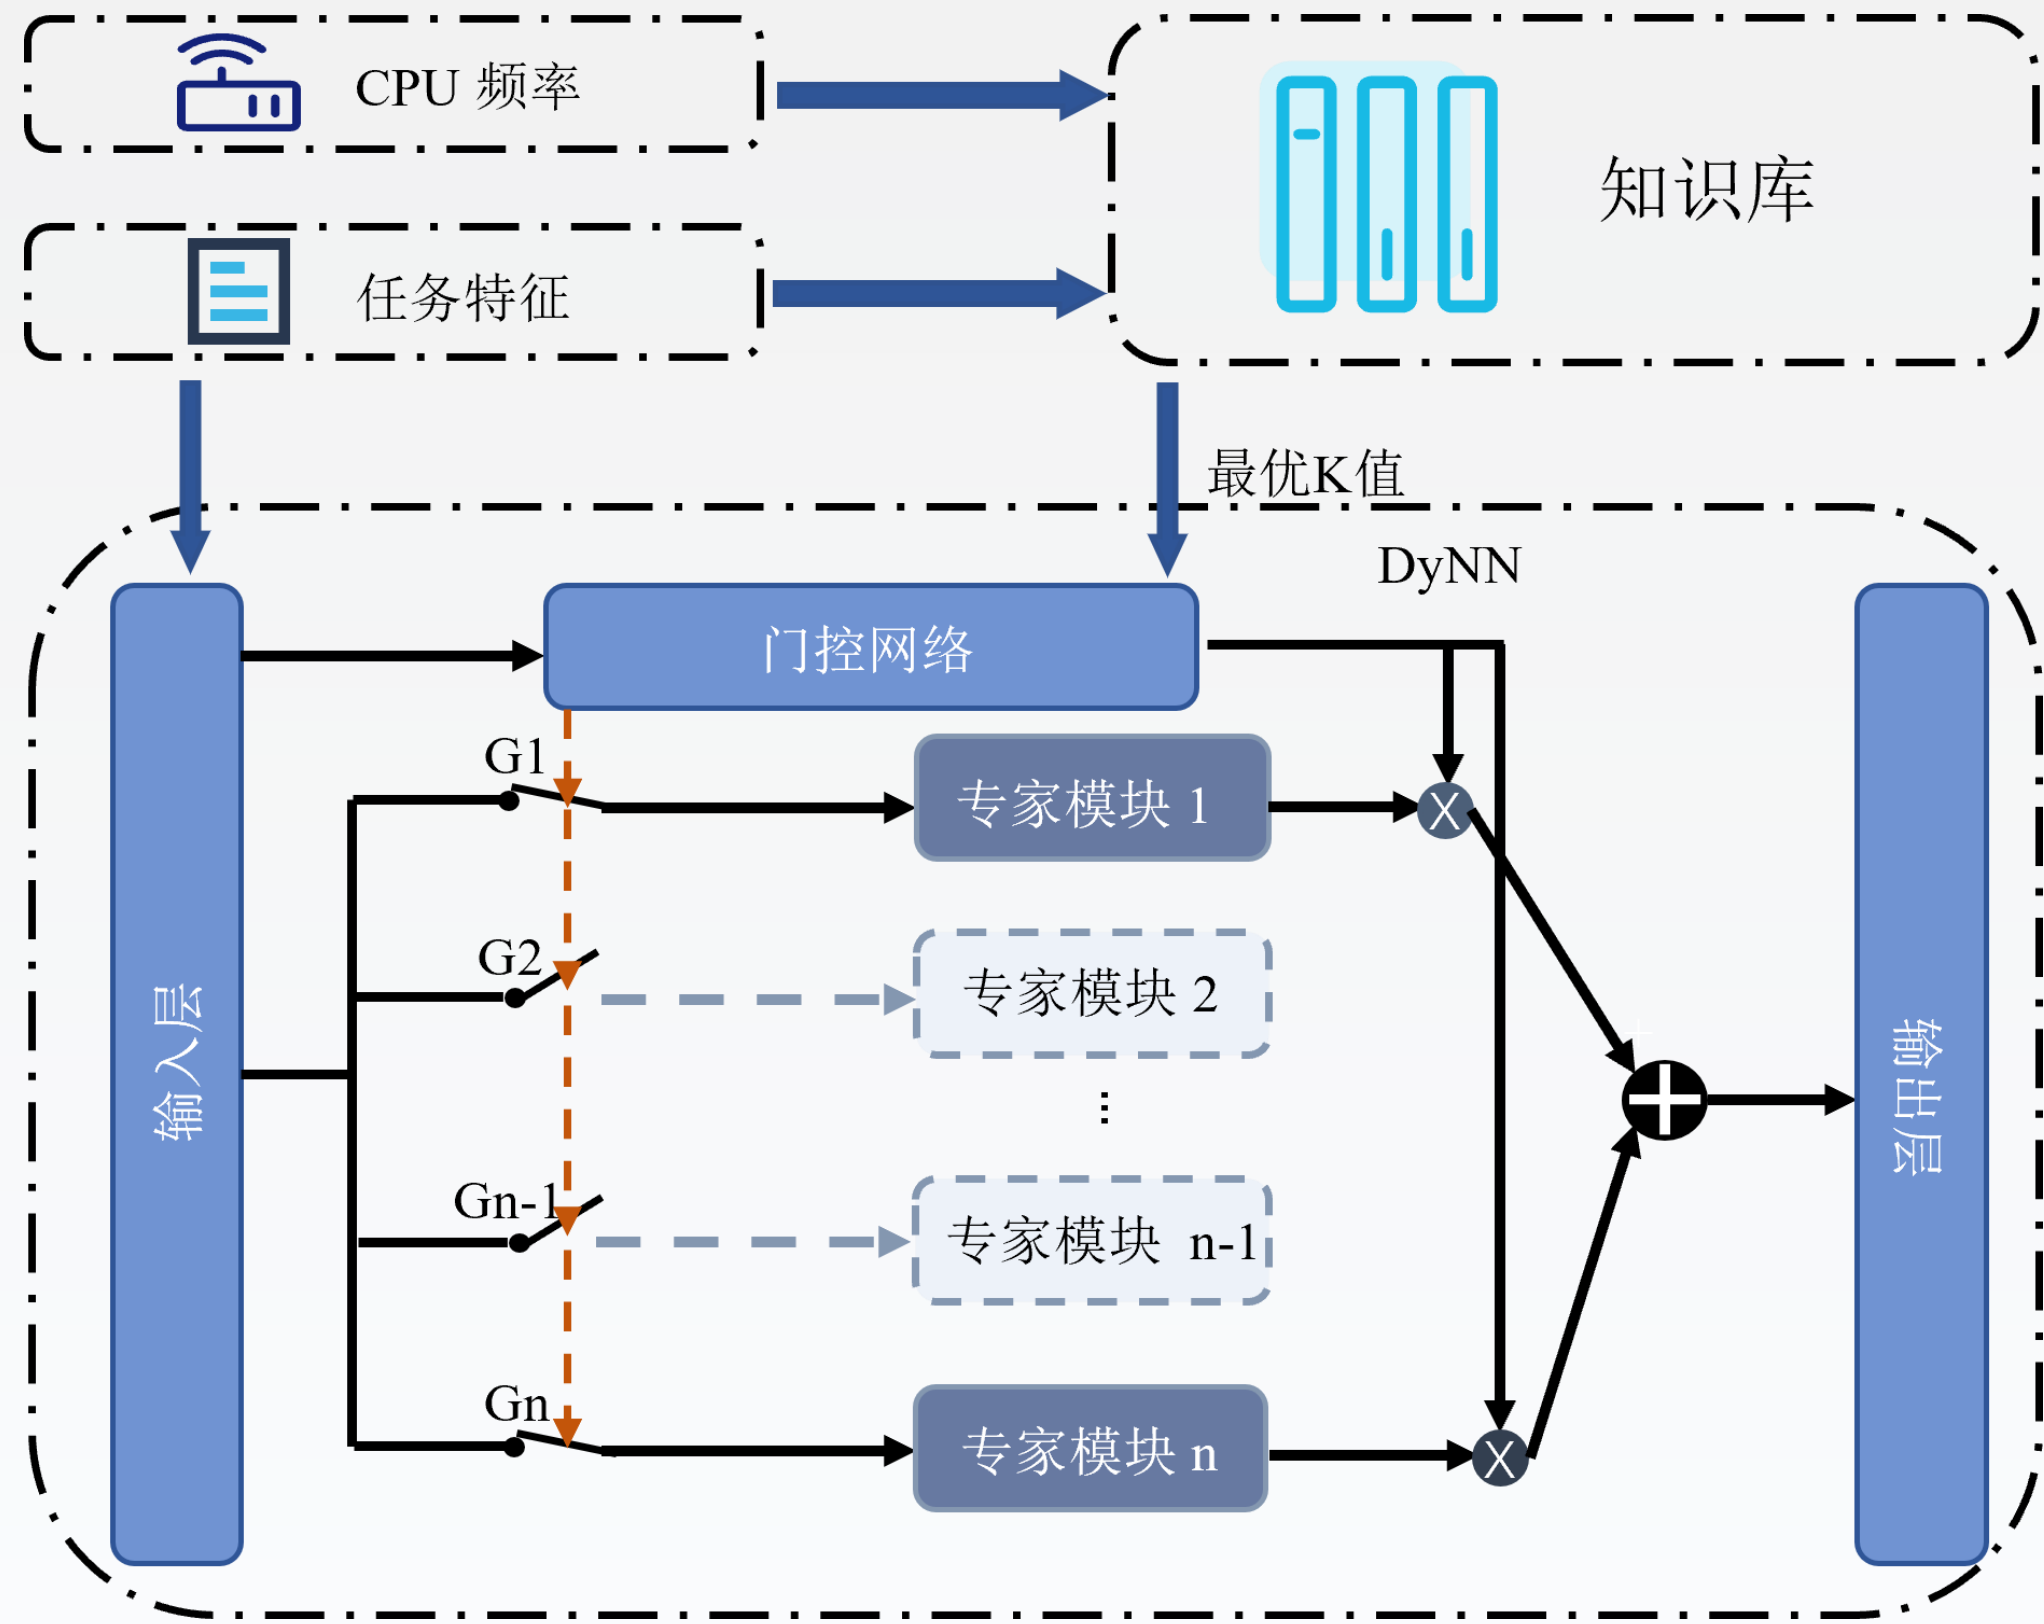 CPU 频率
知识库
任务特征
最优K值
DyNN
门控网络
G1
专家模块 1
X
G2
专家模块 2
输入层
输出层
...
Gn-1
专家模块 n-1
Gn
专家模块 n
X